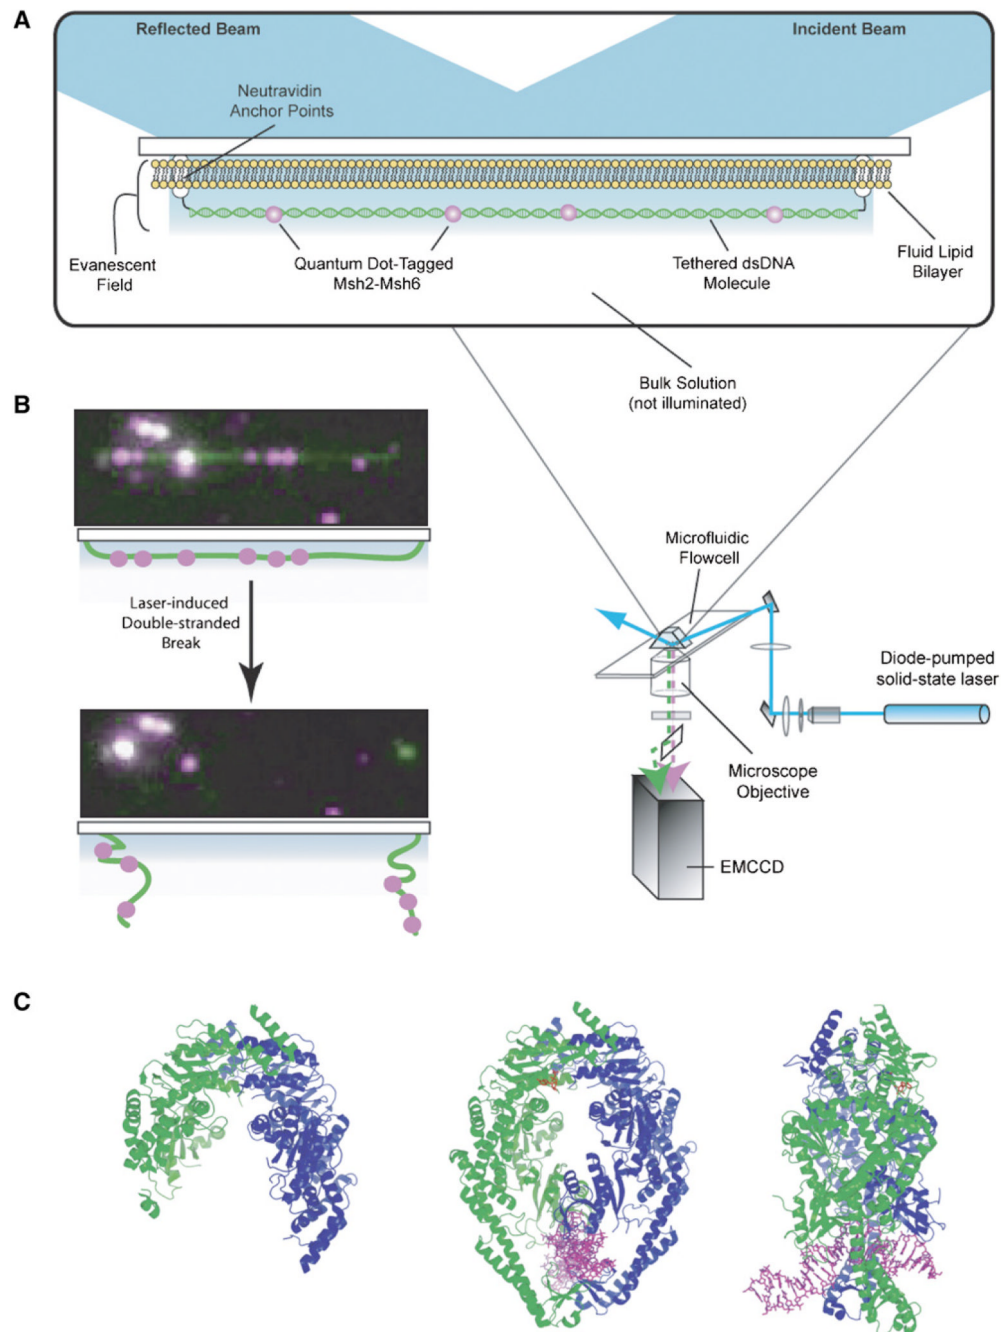 A
Reflected Beam
Incident Beam
Neutravidin
Anchor Points
Evanescent
Field
Quantum Dot-Tagged
Msh2-Msh6
Tethered dsDNA
Molecule
Fluid Lipid
Bilayer
Bulk Solution
(not illuminated)
B
Laser-induced
Double-stranded
Break
Microfluidic
Flowcell
Diode-pumped
solid-state laser
Microscope
Objective
EMCCD
C